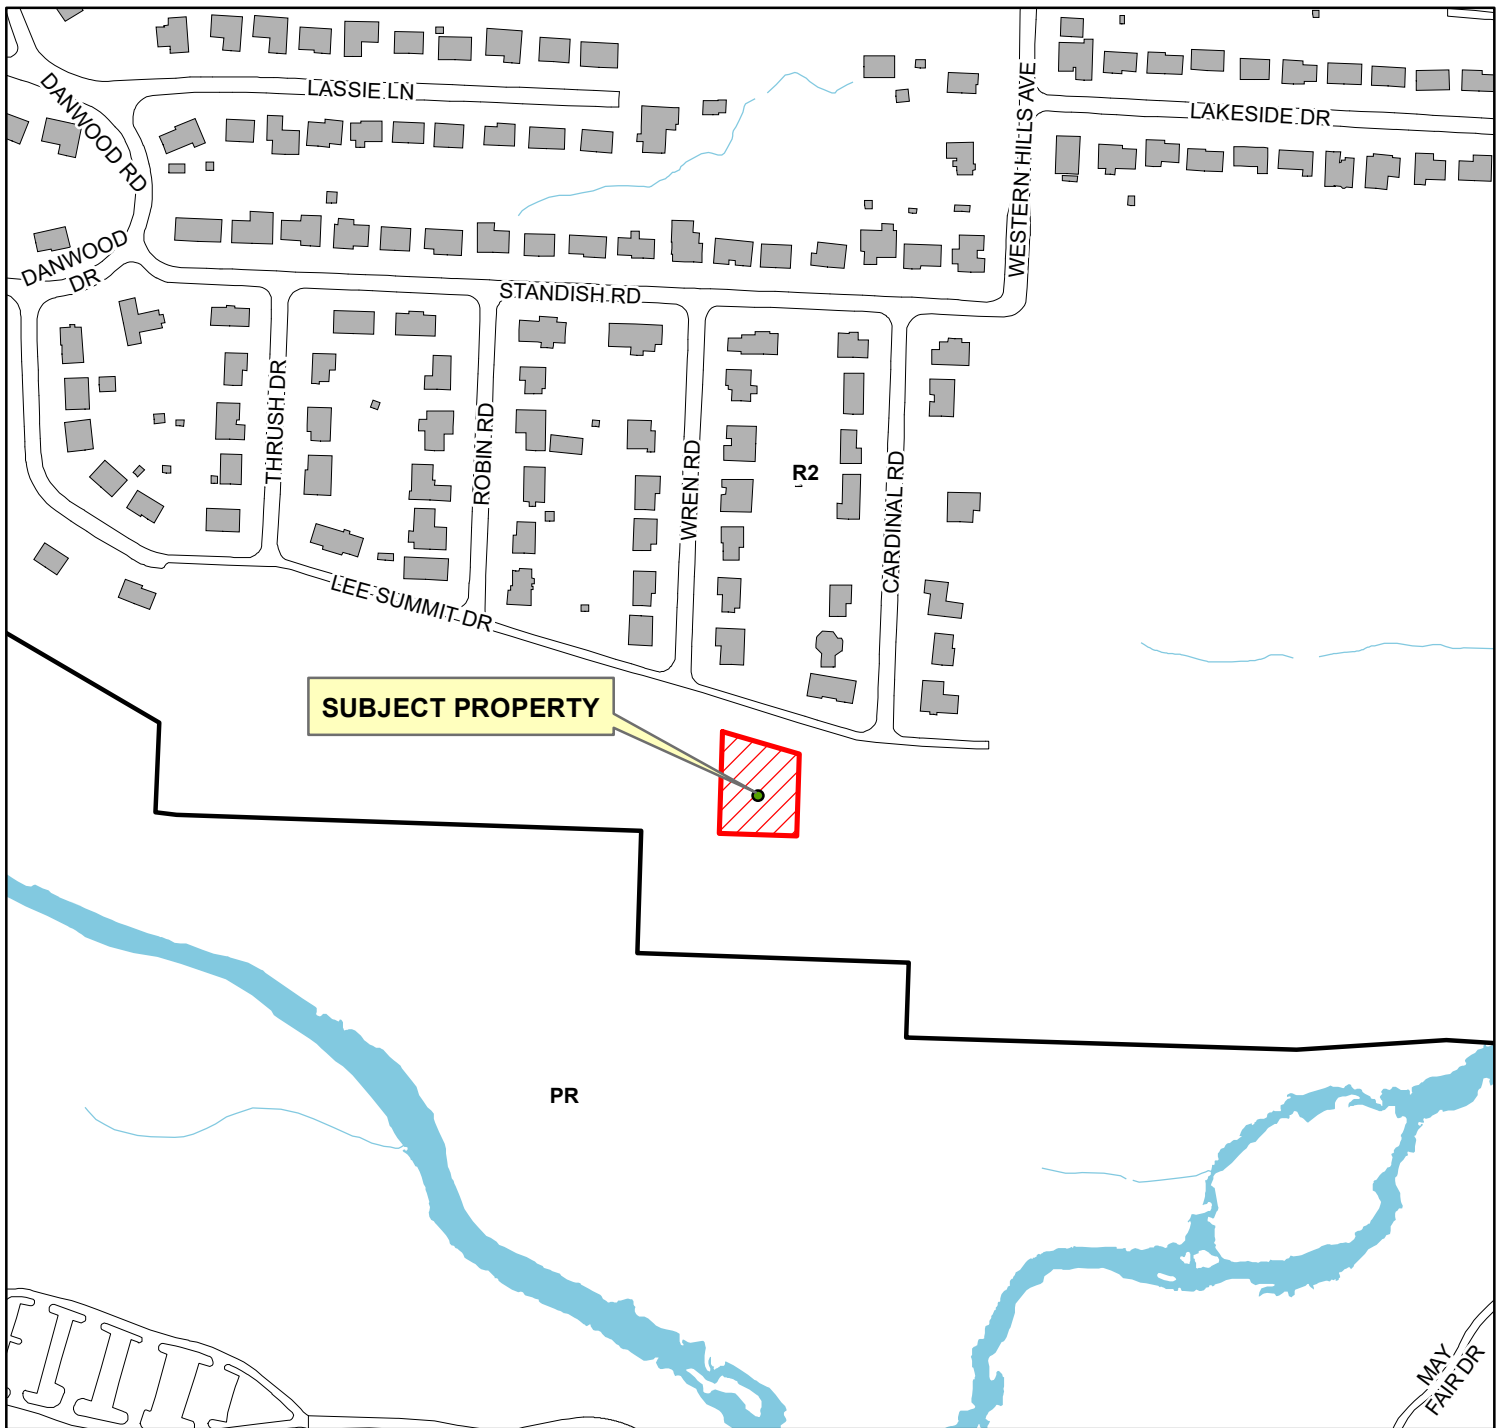 LASSIE LN
DANWOOD RD
LAKESIDE DR
WESTERN HILLS AVE
DANWOOD
DR
STANDISH RD
THRUSH DR
ROBIN RD
WREN RD
R2
CARDINAL RD
LEE SUMMIT DR
SUBJECT PROPERTY
PR
MAY
FAIR DR